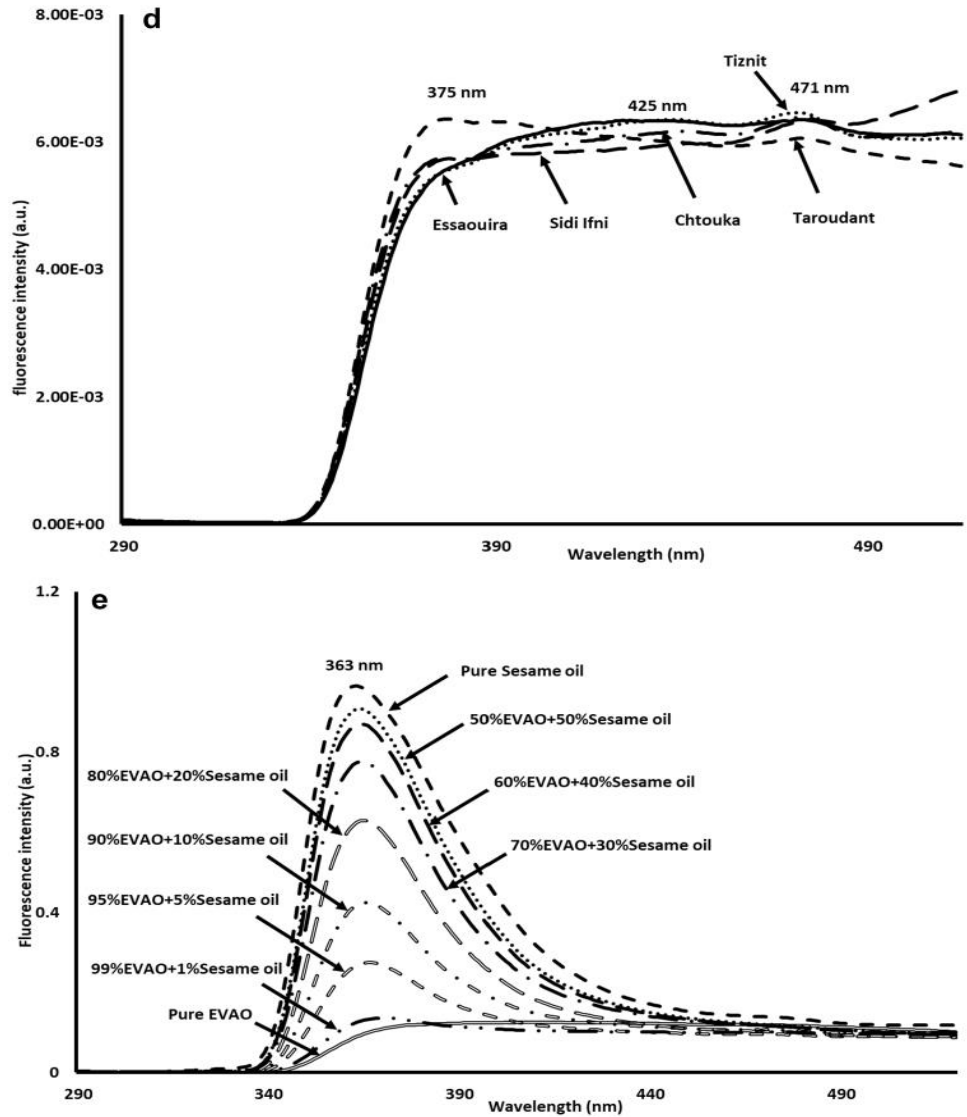 d
8.00E-03
6.00E-03
4.00E-03
2.00E-03
0.00E+00
fluorescence intensity (a.u.)
375 nm
425 nm
Tiznit
471 nm
Essaouira
Sidi Ifni
Chtouka
Taroudant
290
390
490
Wavelength (nm)
e
1.2
0.8
0.4
0
Fluorescence intensity (a.u.)
363 nm
Pure Sesame oil
50%EVAO+50%Sesame oil
60%EVAO+40%Sesame oil
70%EVAO+30%Sesame oil
80%EVAO+20%Sesame oil
90%EVAO+10%Sesame oil
95%EVAO+5%Sesame oil
99%EVAO+1%Sesame oil
Pure EVAO
290
340
390
440
490
Wavelength (nm)